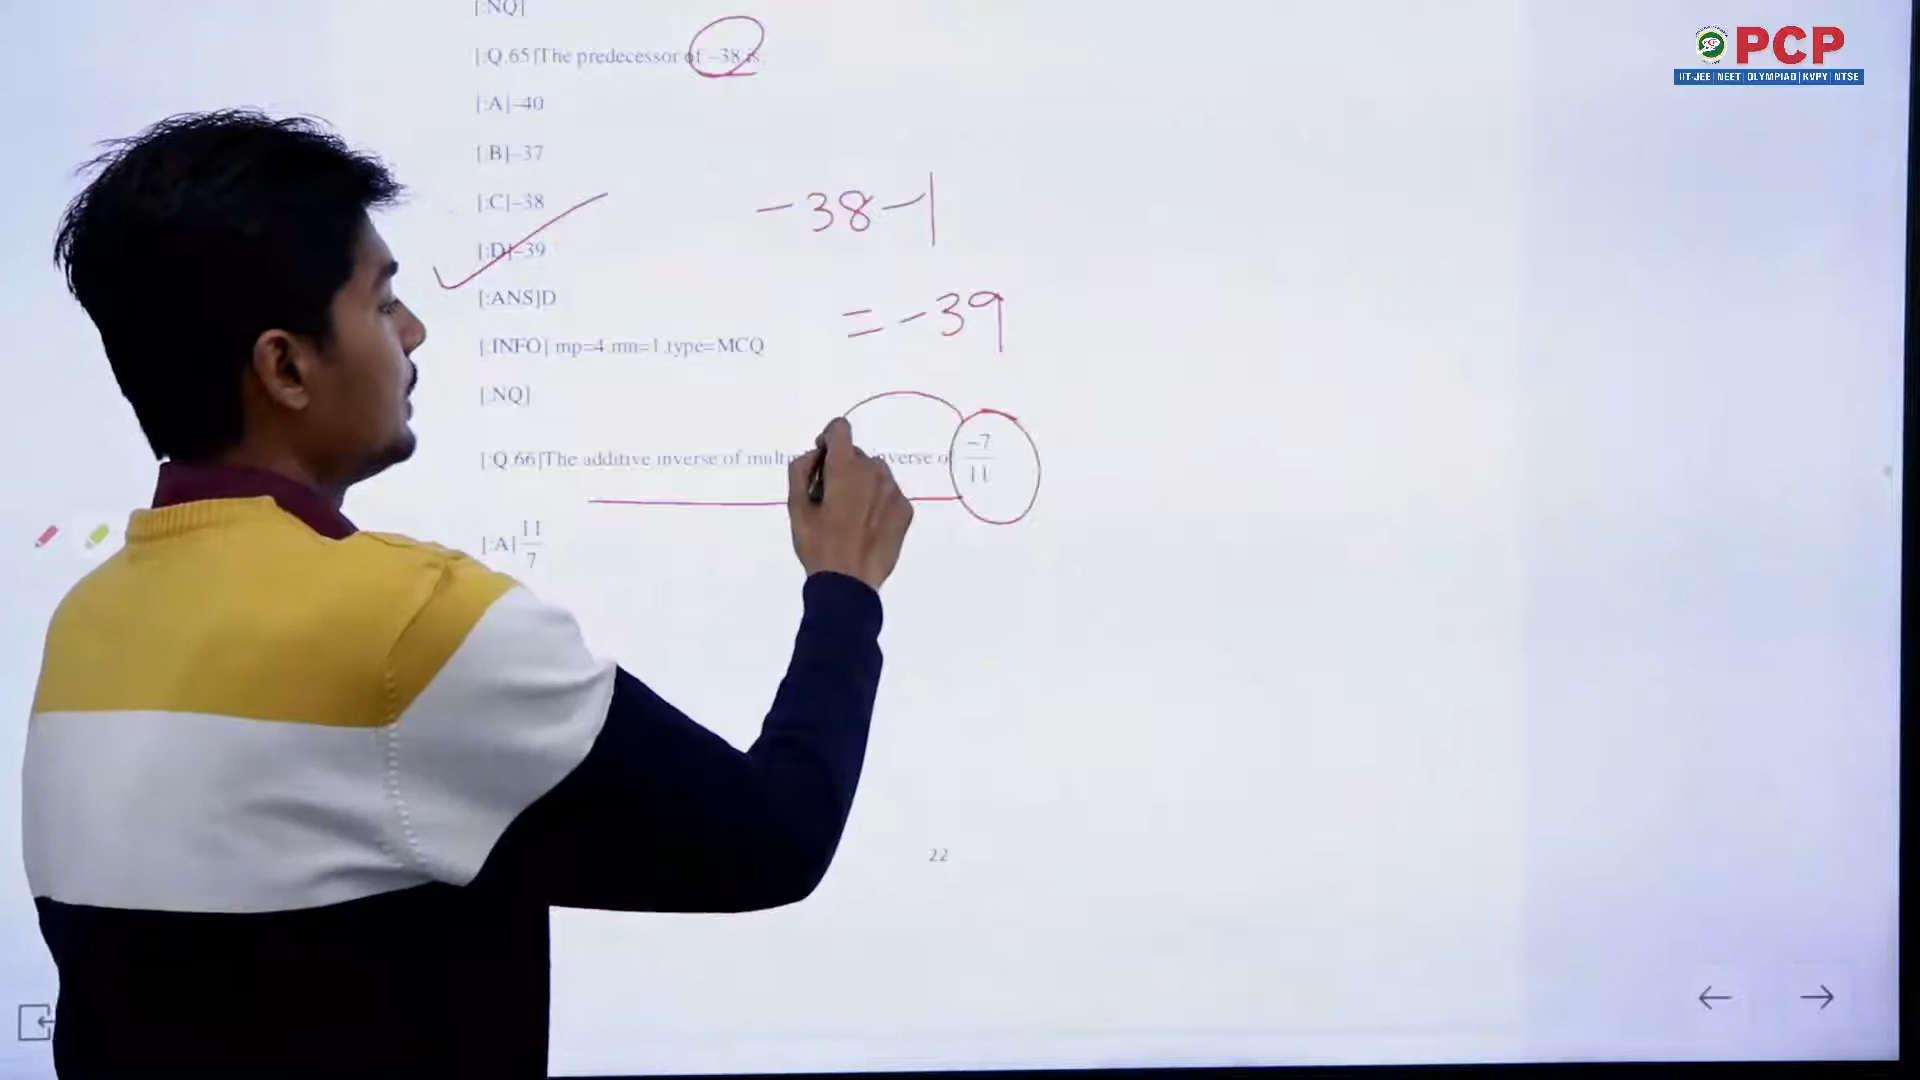 [:NQ]
[:Q.65]The predecessor of –38 is
[:A]–40
[:B]–37
[:C]–38
[:D]–39
[:ANS]D
[:INFO] mp=4,mn=1,type=MCQ
[:NQ]
[:Q.66]The additive inverse of inverse of -7/11
[:A] 11/7
-38-1
=-39
22
PCP
IIT-JEE | NEET | OLYMPIAD | KVPY | NTSE